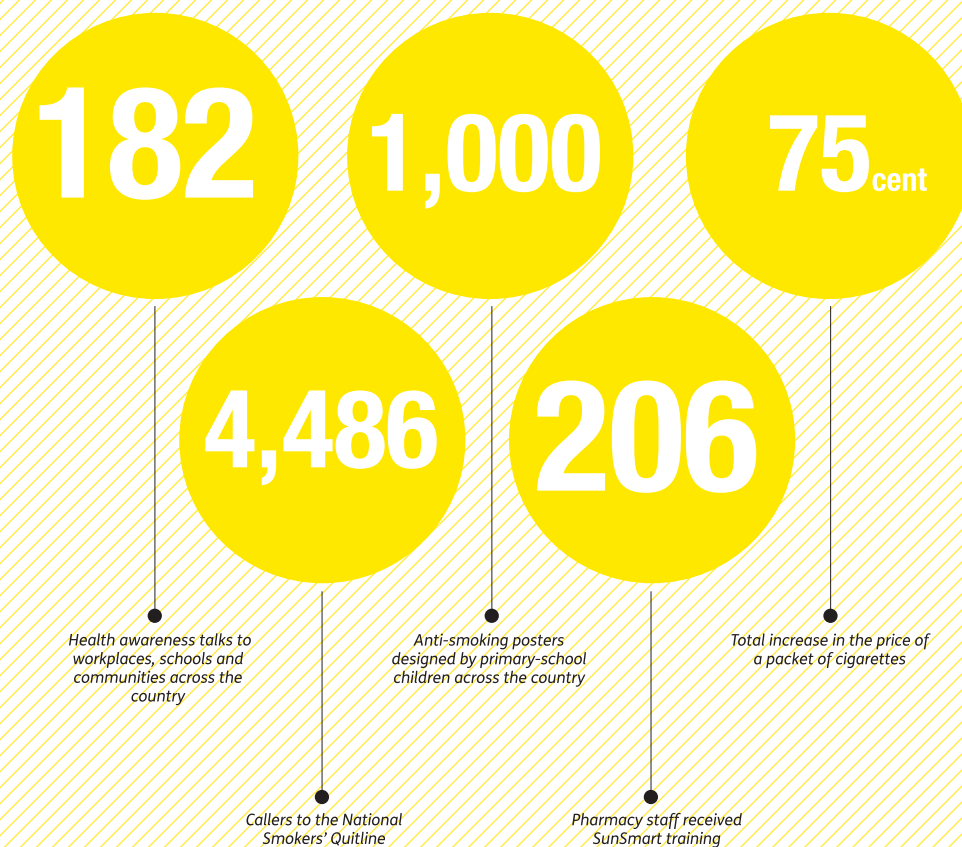 182
1,000
75 cent
4,486
206
Health awareness talks to
workplaces, schools and
communities across the
country
Anti-smoking posters
designed by primary-school
children across the country
Total increase in the price of
a packet of cigarettes
Callers to the National
Smokers’ Quitline
Pharmacy staff received
SunSmart training